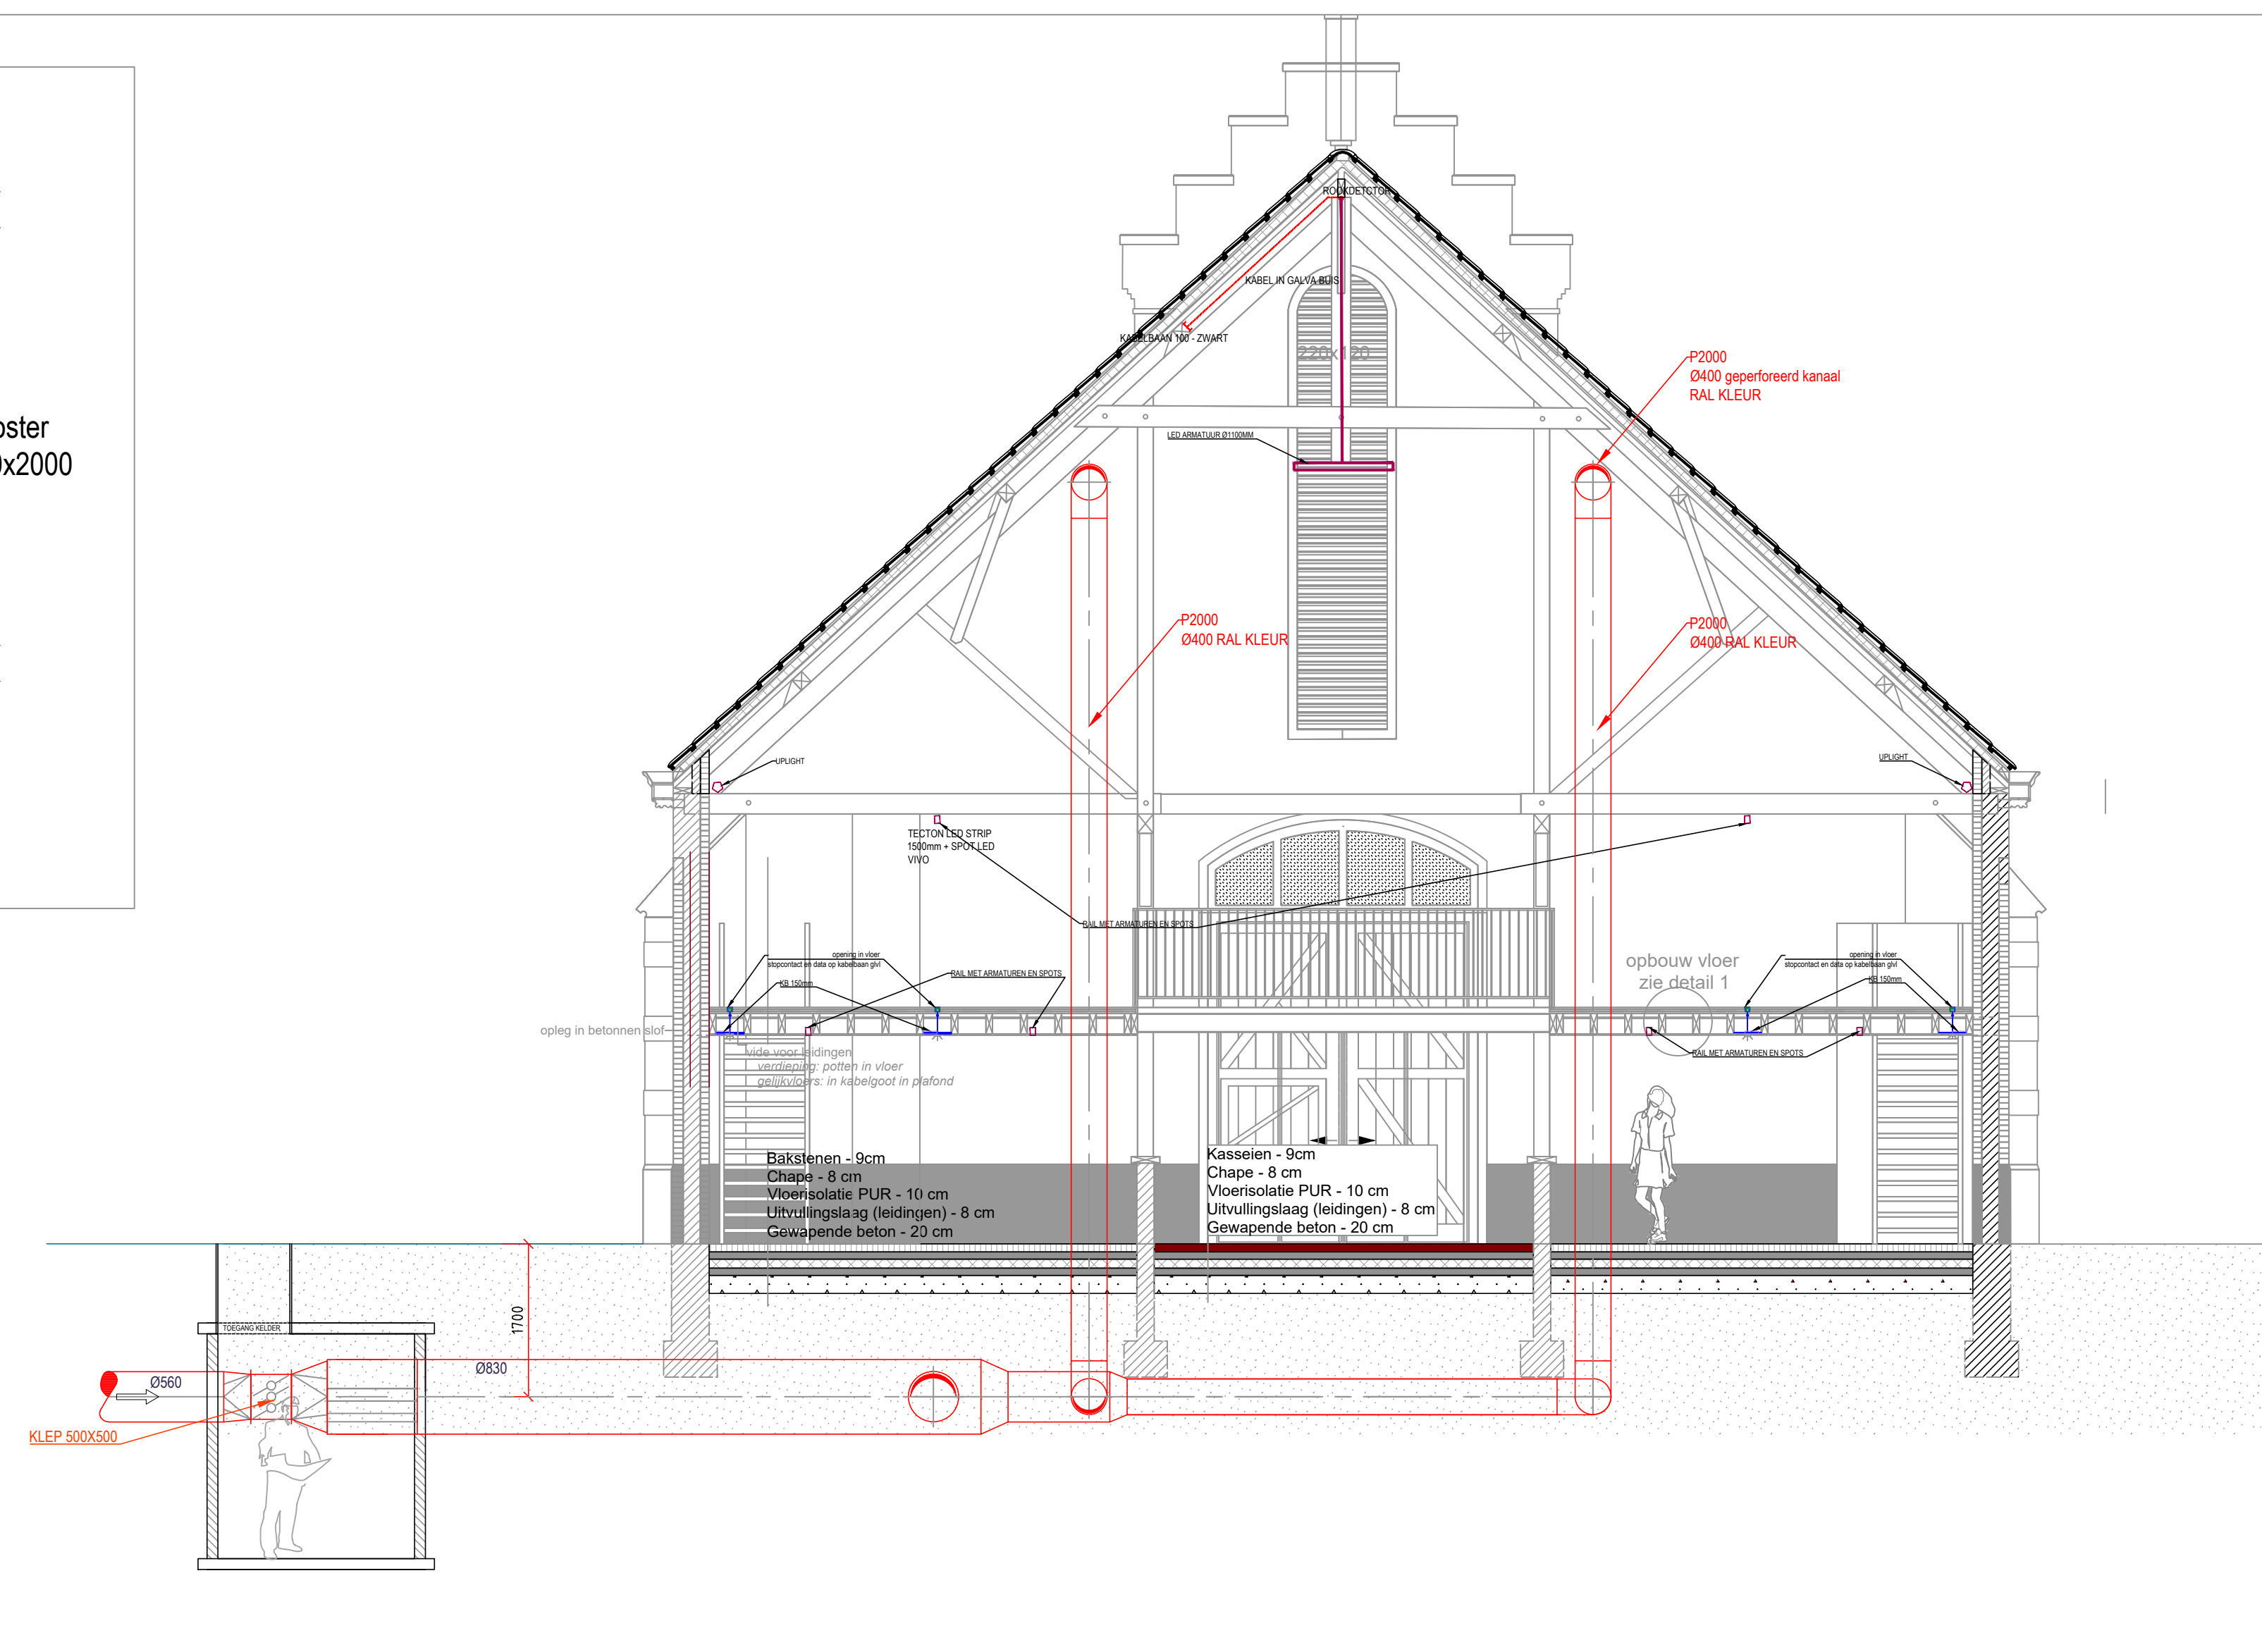 ROOKDETCTOR
KABEL IN GALVA BUIS
KABELBAAN 100 - ZWART
220x120
P2000
Ø400 geperforeerd kanaal
RAL KLEUR
LED ARMATUUR Ø1100MM
x2000
P2000
Ø400 RAL KLEUR
P2000
Ø400 RAL KLEUR
UPLIGHT
UPLIGHT
TECTON LED STRIP
1500mm + SPOT LED
VIVO
RAIL MET ARMATUREN EN SPOTS
opening in vloer
stopcontact en data op kabelbaan glvl
KB 150mm
RAIL MET ARMATUREN EN SPOTS
opbouw vloer
zie detail 1
opening in vloer
stopcontact en data op kabelbaan glvl
KB 150mm
opleg in betonnen slof
vide voor leidingen
verdieping: potten in vloer
gelijkvloers: in kabelgoot in plafond
RAIL MET ARMATUREN EN SPOTS
Bakstenen - 9cm
Chape - 8 cm
Vloerisolatie PUR - 10 cm
Uitvullingslaag (leidingen) - 8 cm
Gewapende beton - 20 cm
Kasseien - 9cm
Chape - 8 cm
Vloerisolatie PUR - 10 cm
Uitvullingslaag (leidingen) - 8 cm
Gewapende beton - 20 cm
1700
TOEGANG KELDER
Ø560
Ø830
KLEP 500X500